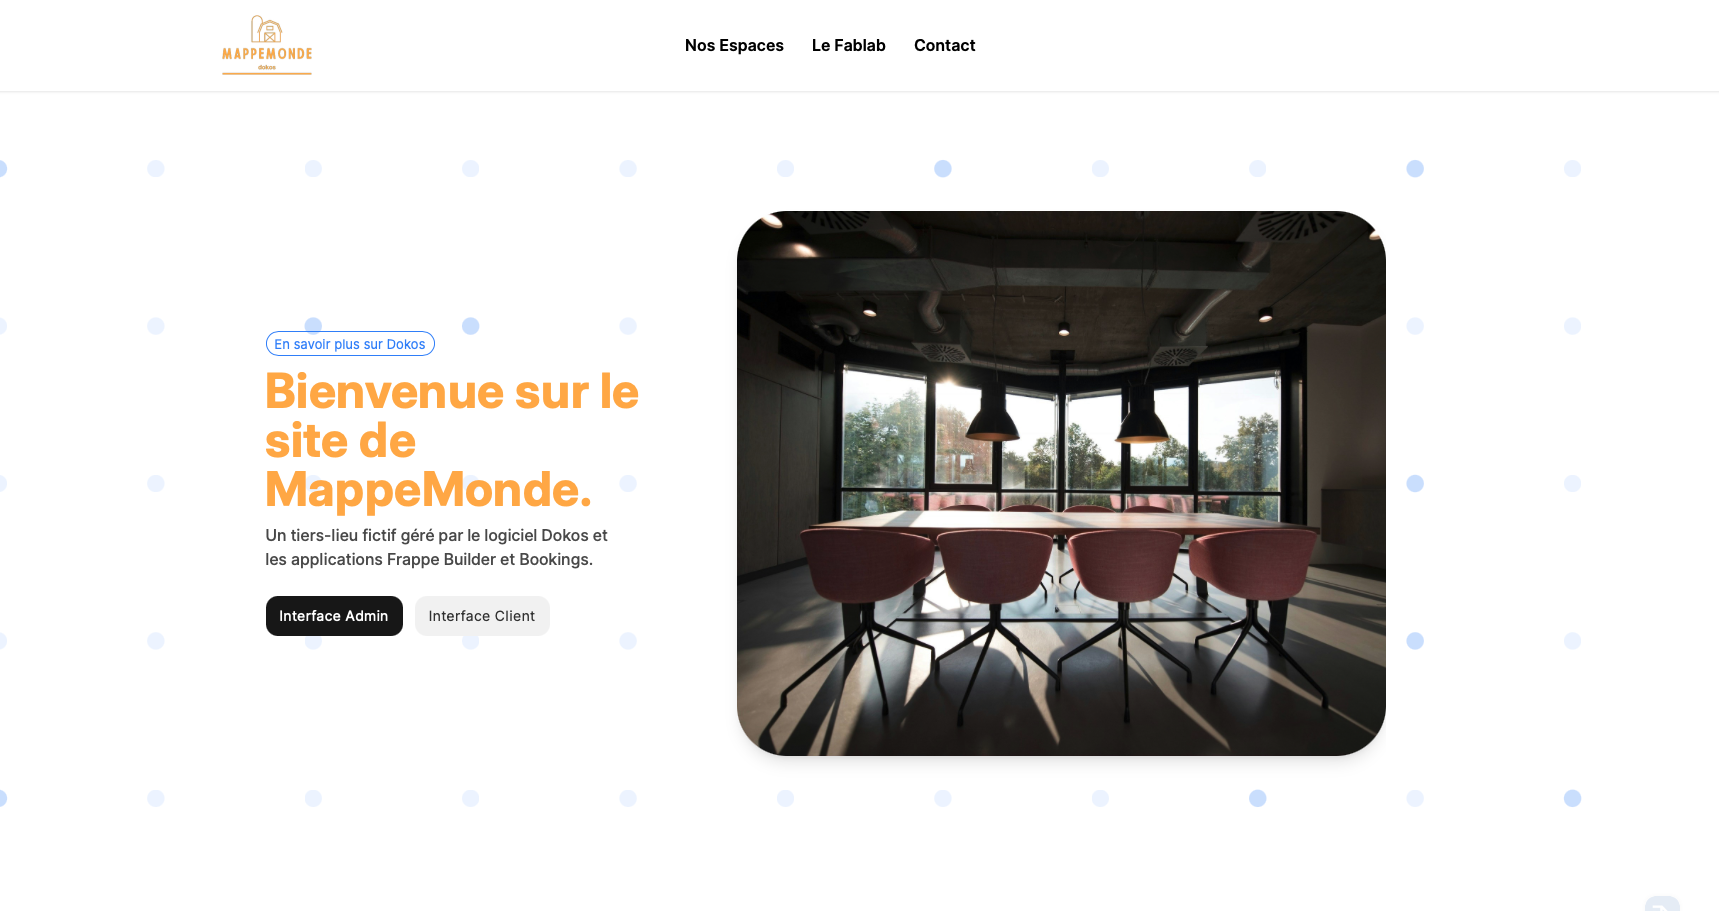 MAPPEMONDE
dokos
Nos Espaces
Le Fablab
Contact
En savoir plus sur Dokos
Bienvenue sur le
site de
MappeMonde.
Un tiers-lieu fictif géré par le logiciel Dokos et
les applications Frappe Builder et Bookings.
Interface Admin
Interface Client